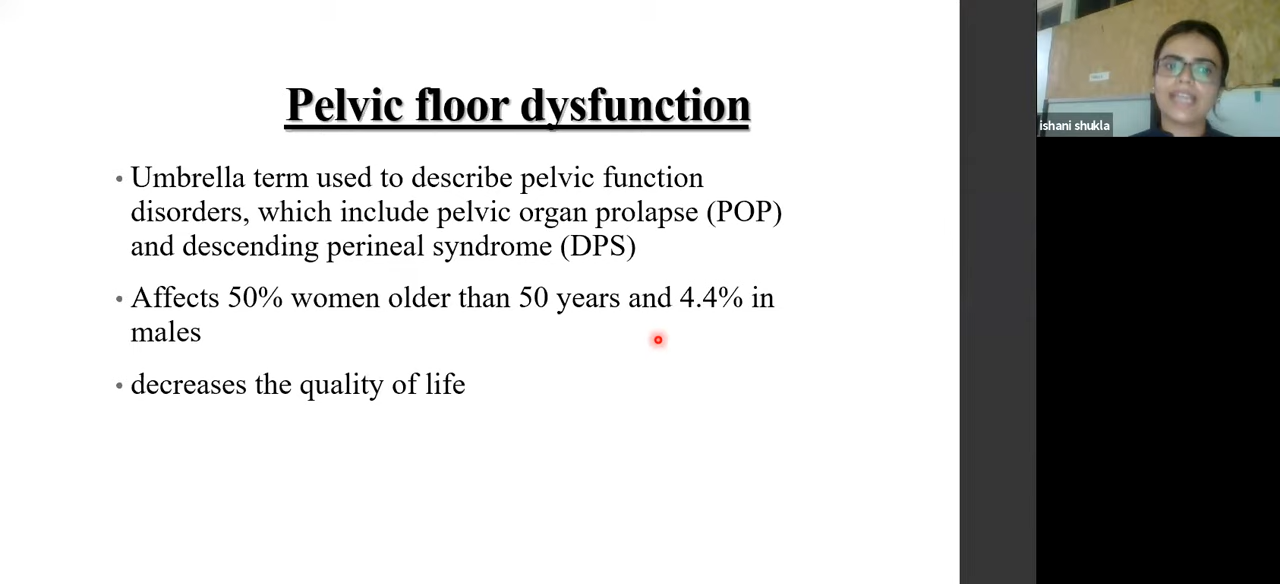 Pelvic floor dysfunction
• Umbrella term used to describe pelvic function
disorders, which include pelvic organ prolapse (POP)
and descending perineal syndrome (DPS)
• Affects 50% women older than 50 years and 4.4% in
males
• decreases the quality of life
ishani shukla